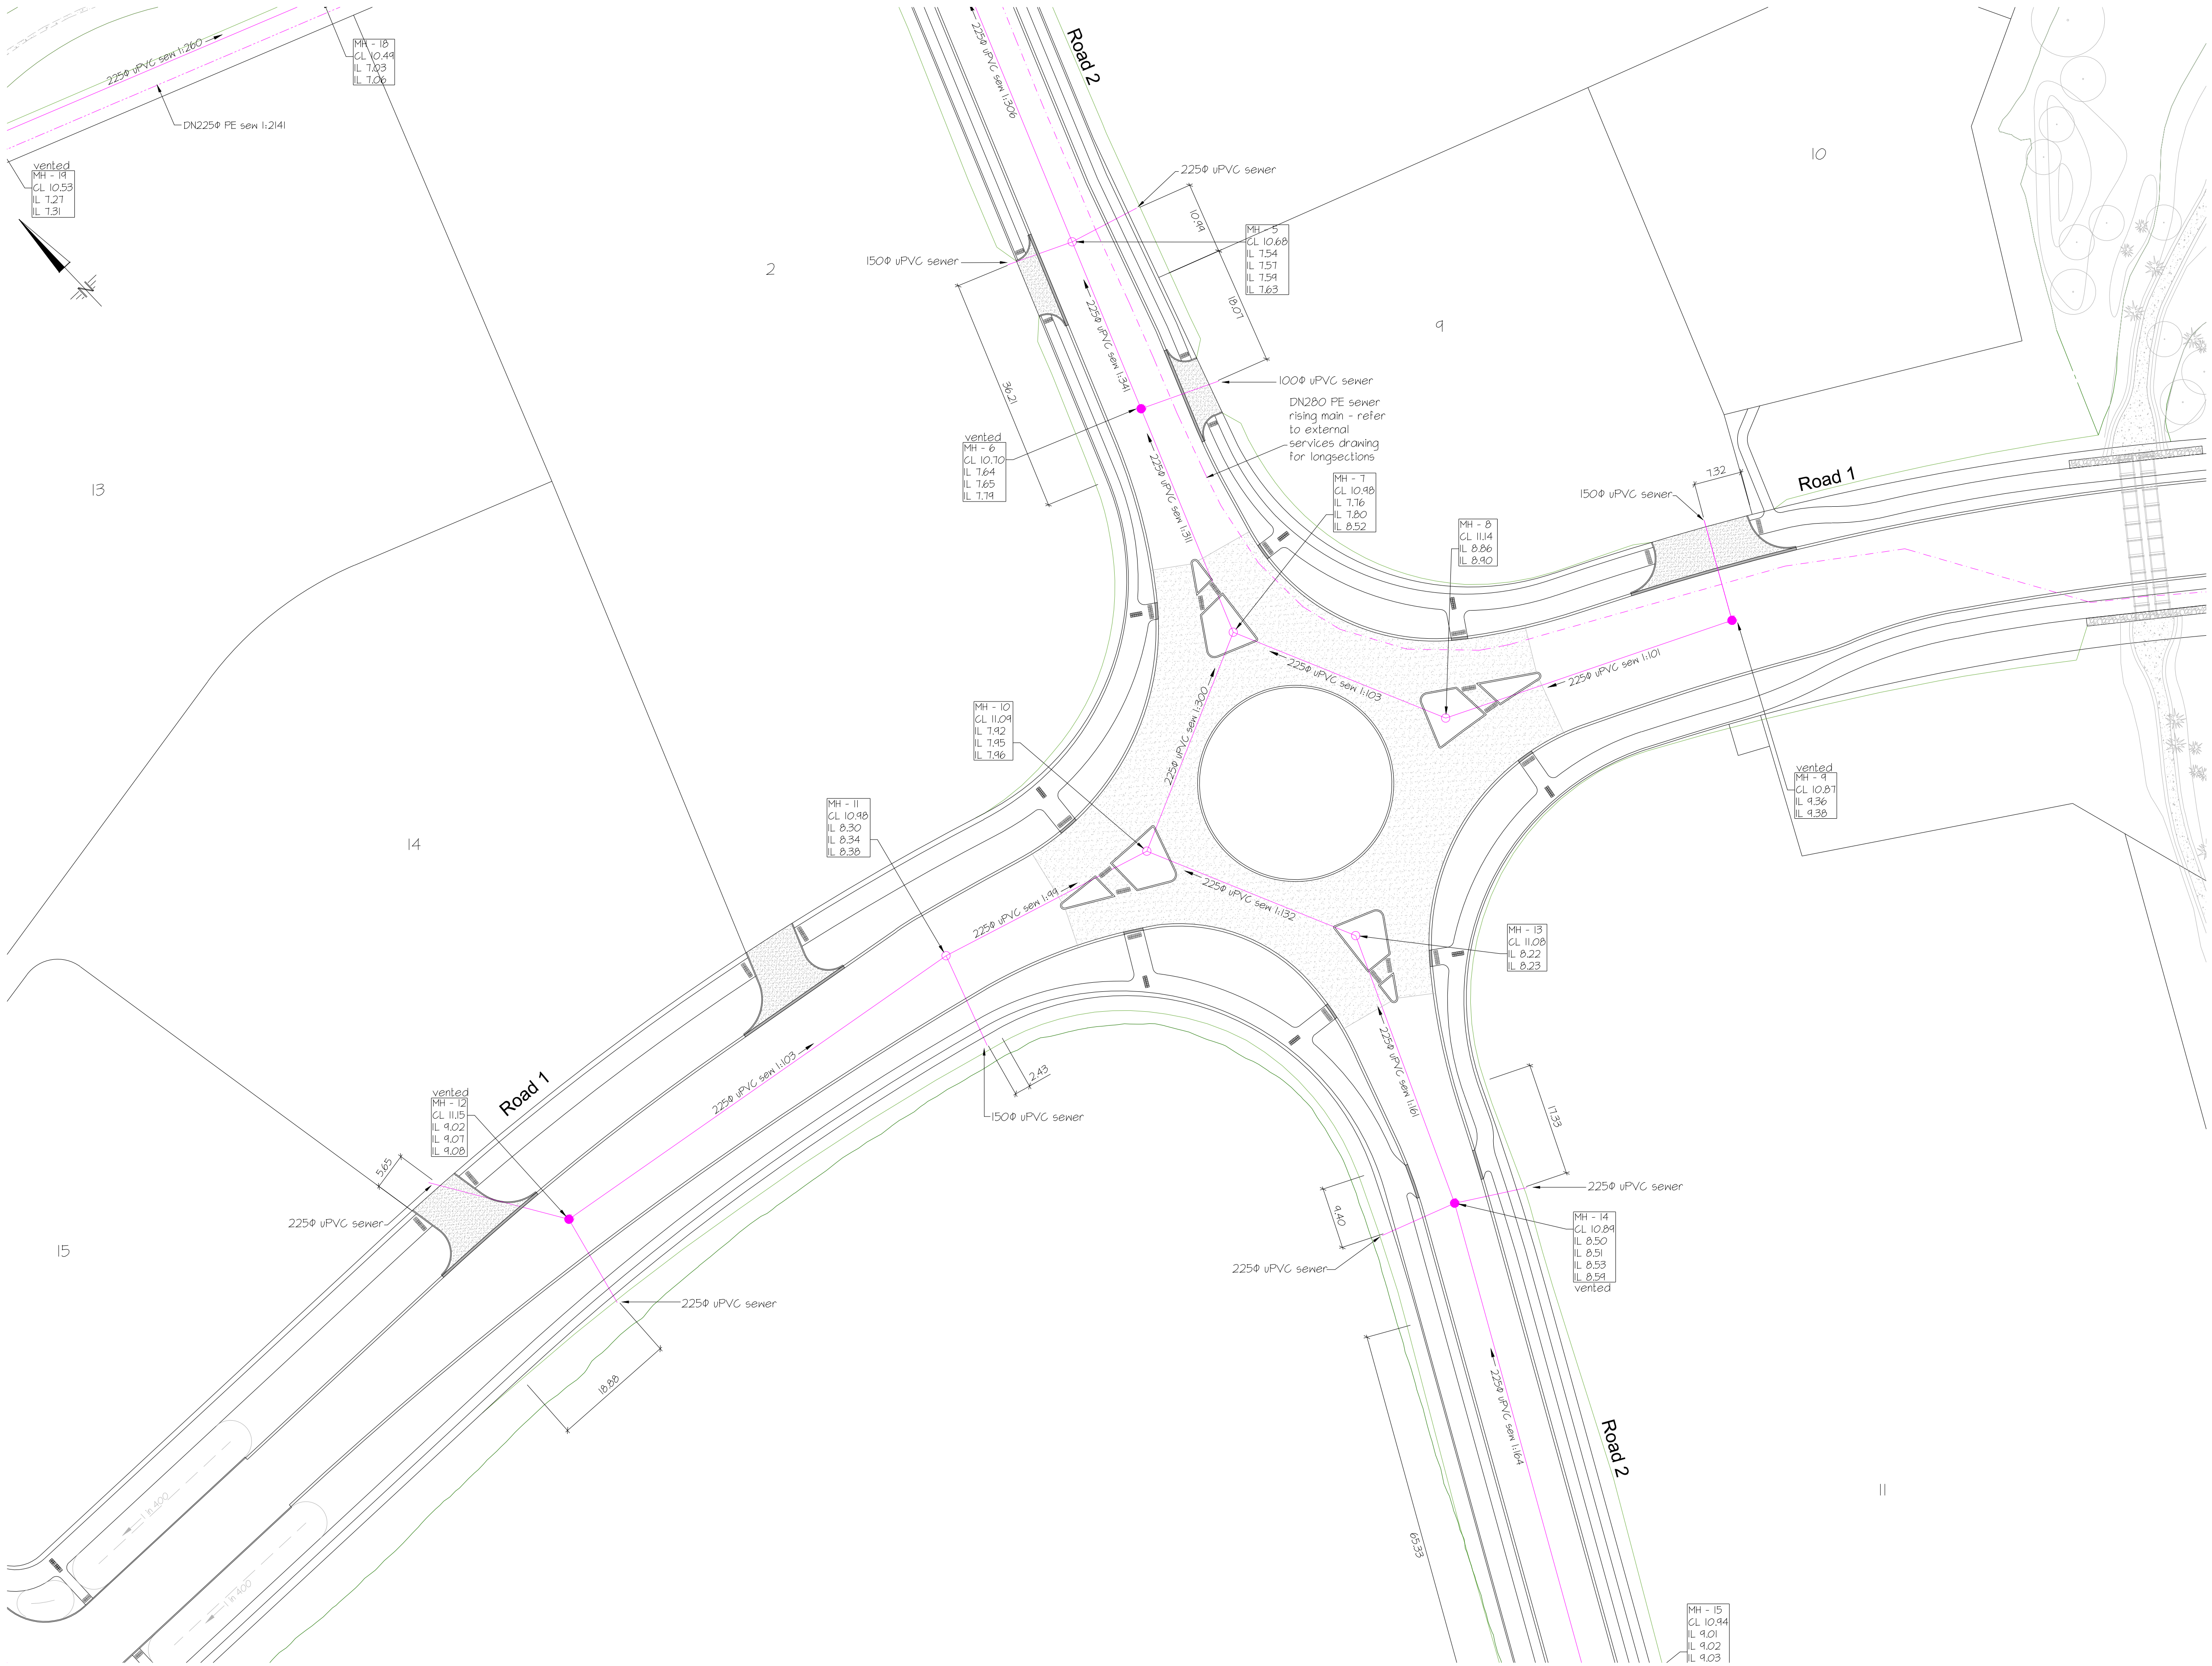 225Φ uPVC sew 1:260
MH - 18
CL 10.49
IL 7.03
IL 7.06
DN225Φ PE sew 1:2141
vented
MH - 19
CL 10.53
IL 7.27
IL 7.31
N
225Φ uPVC sew 1:306
Road 2
225Φ uPVC sewer
10.99
MH - 5
CL 10.68
IL 7.54
IL 7.57
IL 7.59
IL 7.63
150Φ uPVC sewer
2
10
9
18.07
36.21
225Φ uPVC sew 1:341
100Φ uPVC sewer
DN280 PE sewer
rising main - refer
to external
services drawing
for longsections
vented
MH - 6
CL 10.70
IL 7.64
IL 7.65
IL 7.79
225Φ uPVC sew 1:311
MH - 7
CL 10.98
IL 7.76
IL 7.80
IL 8.52
MH - 8
CL 11.14
IL 8.86
IL 8.90
7.32
150Φ uPVC sewer
Road 1
13
225Φ uPVC sew 1:103
225Φ uPVC sew 1:101
225Φ uPVC sew 1:300
MH - 10
CL 11.09
IL 7.92
IL 7.95
IL 7.96
vented
MH - 9
CL 10.87
IL 9.36
IL 9.38
14
MH - 11
CL 10.98
IL 8.30
IL 8.34
IL 8.38
225Φ uPVC sew 1:99
225Φ uPVC sew 1:132
MH - 13
CL 11.08
IL 8.22
IL 8.23
225Φ uPVC sew 1:103
225Φ uPVC sew 1:161
Road 1
2.43
150Φ uPVC sewer
17.33
vented
MH - 12
CL 11.15
IL 9.02
IL 9.07
IL 9.08
5.65
225Φ uPVC sewer
225Φ uPVC sewer
9.40
225Φ uPVC sewer
MH - 14
CL 10.89
IL 8.50
IL 8.51
IL 8.53
IL 8.59
vented
15
225Φ uPVC sewer
18.88
225Φ uPVC sew 1:164
Road 2
11
1 in 400
1 in 400
65.33
MH - 15
CL 10.94
IL 9.01
IL 9.02
IL 9.03